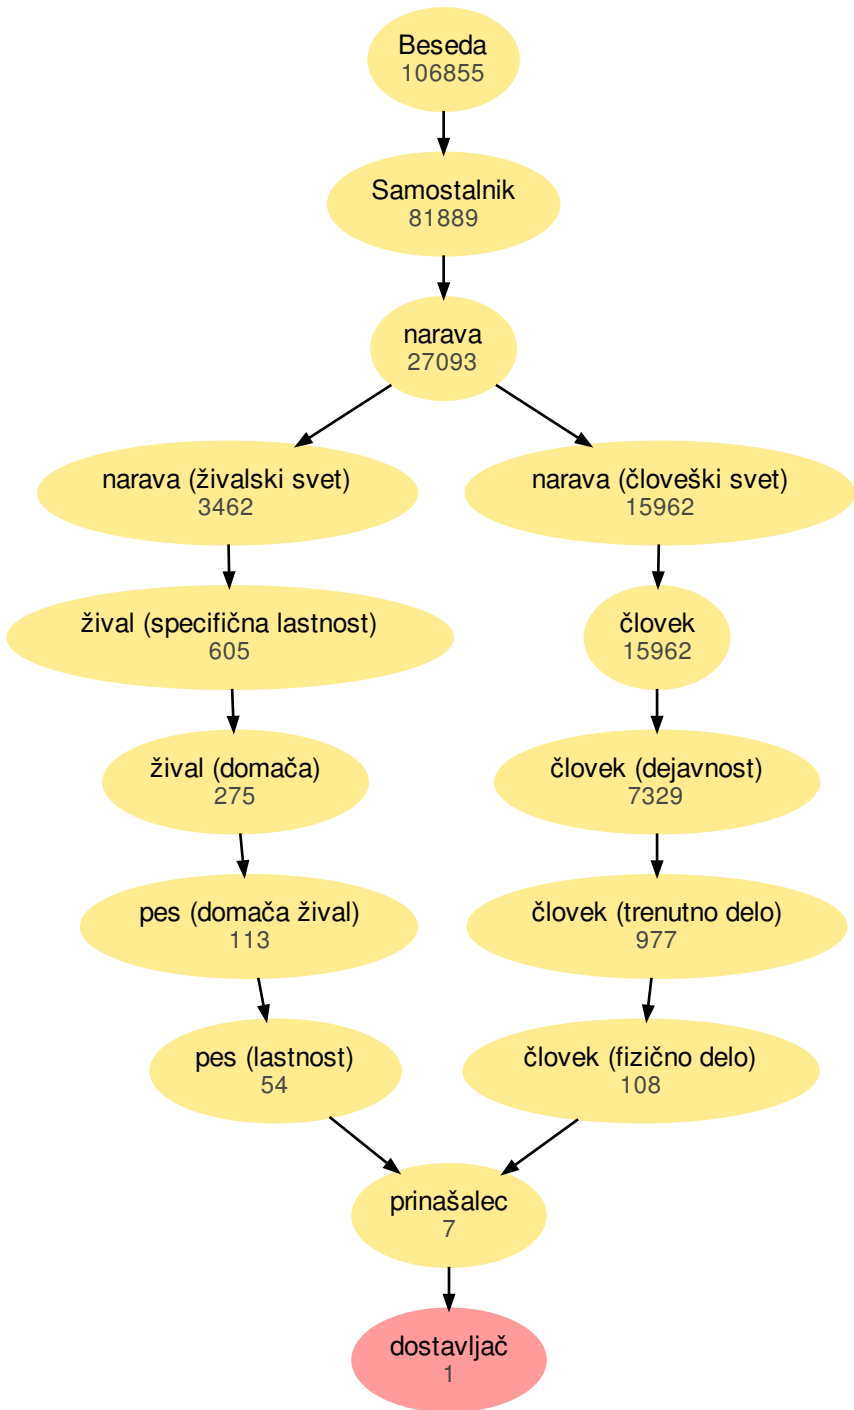 Beseda
106855
Samostalnik
81889
narava
27093
narava (živalski svet)
3462
narava (človeški svet)
15962
žival (specifična lastnost)
605
človek
15962
žival (domača)
275
človek (dejavnost)
7329
pes (domača žival)
113
človek (trenutno delo)
977
pes (lastnost)
54
človek (fizično delo)
108
prinašalec
7
dostavljač
1